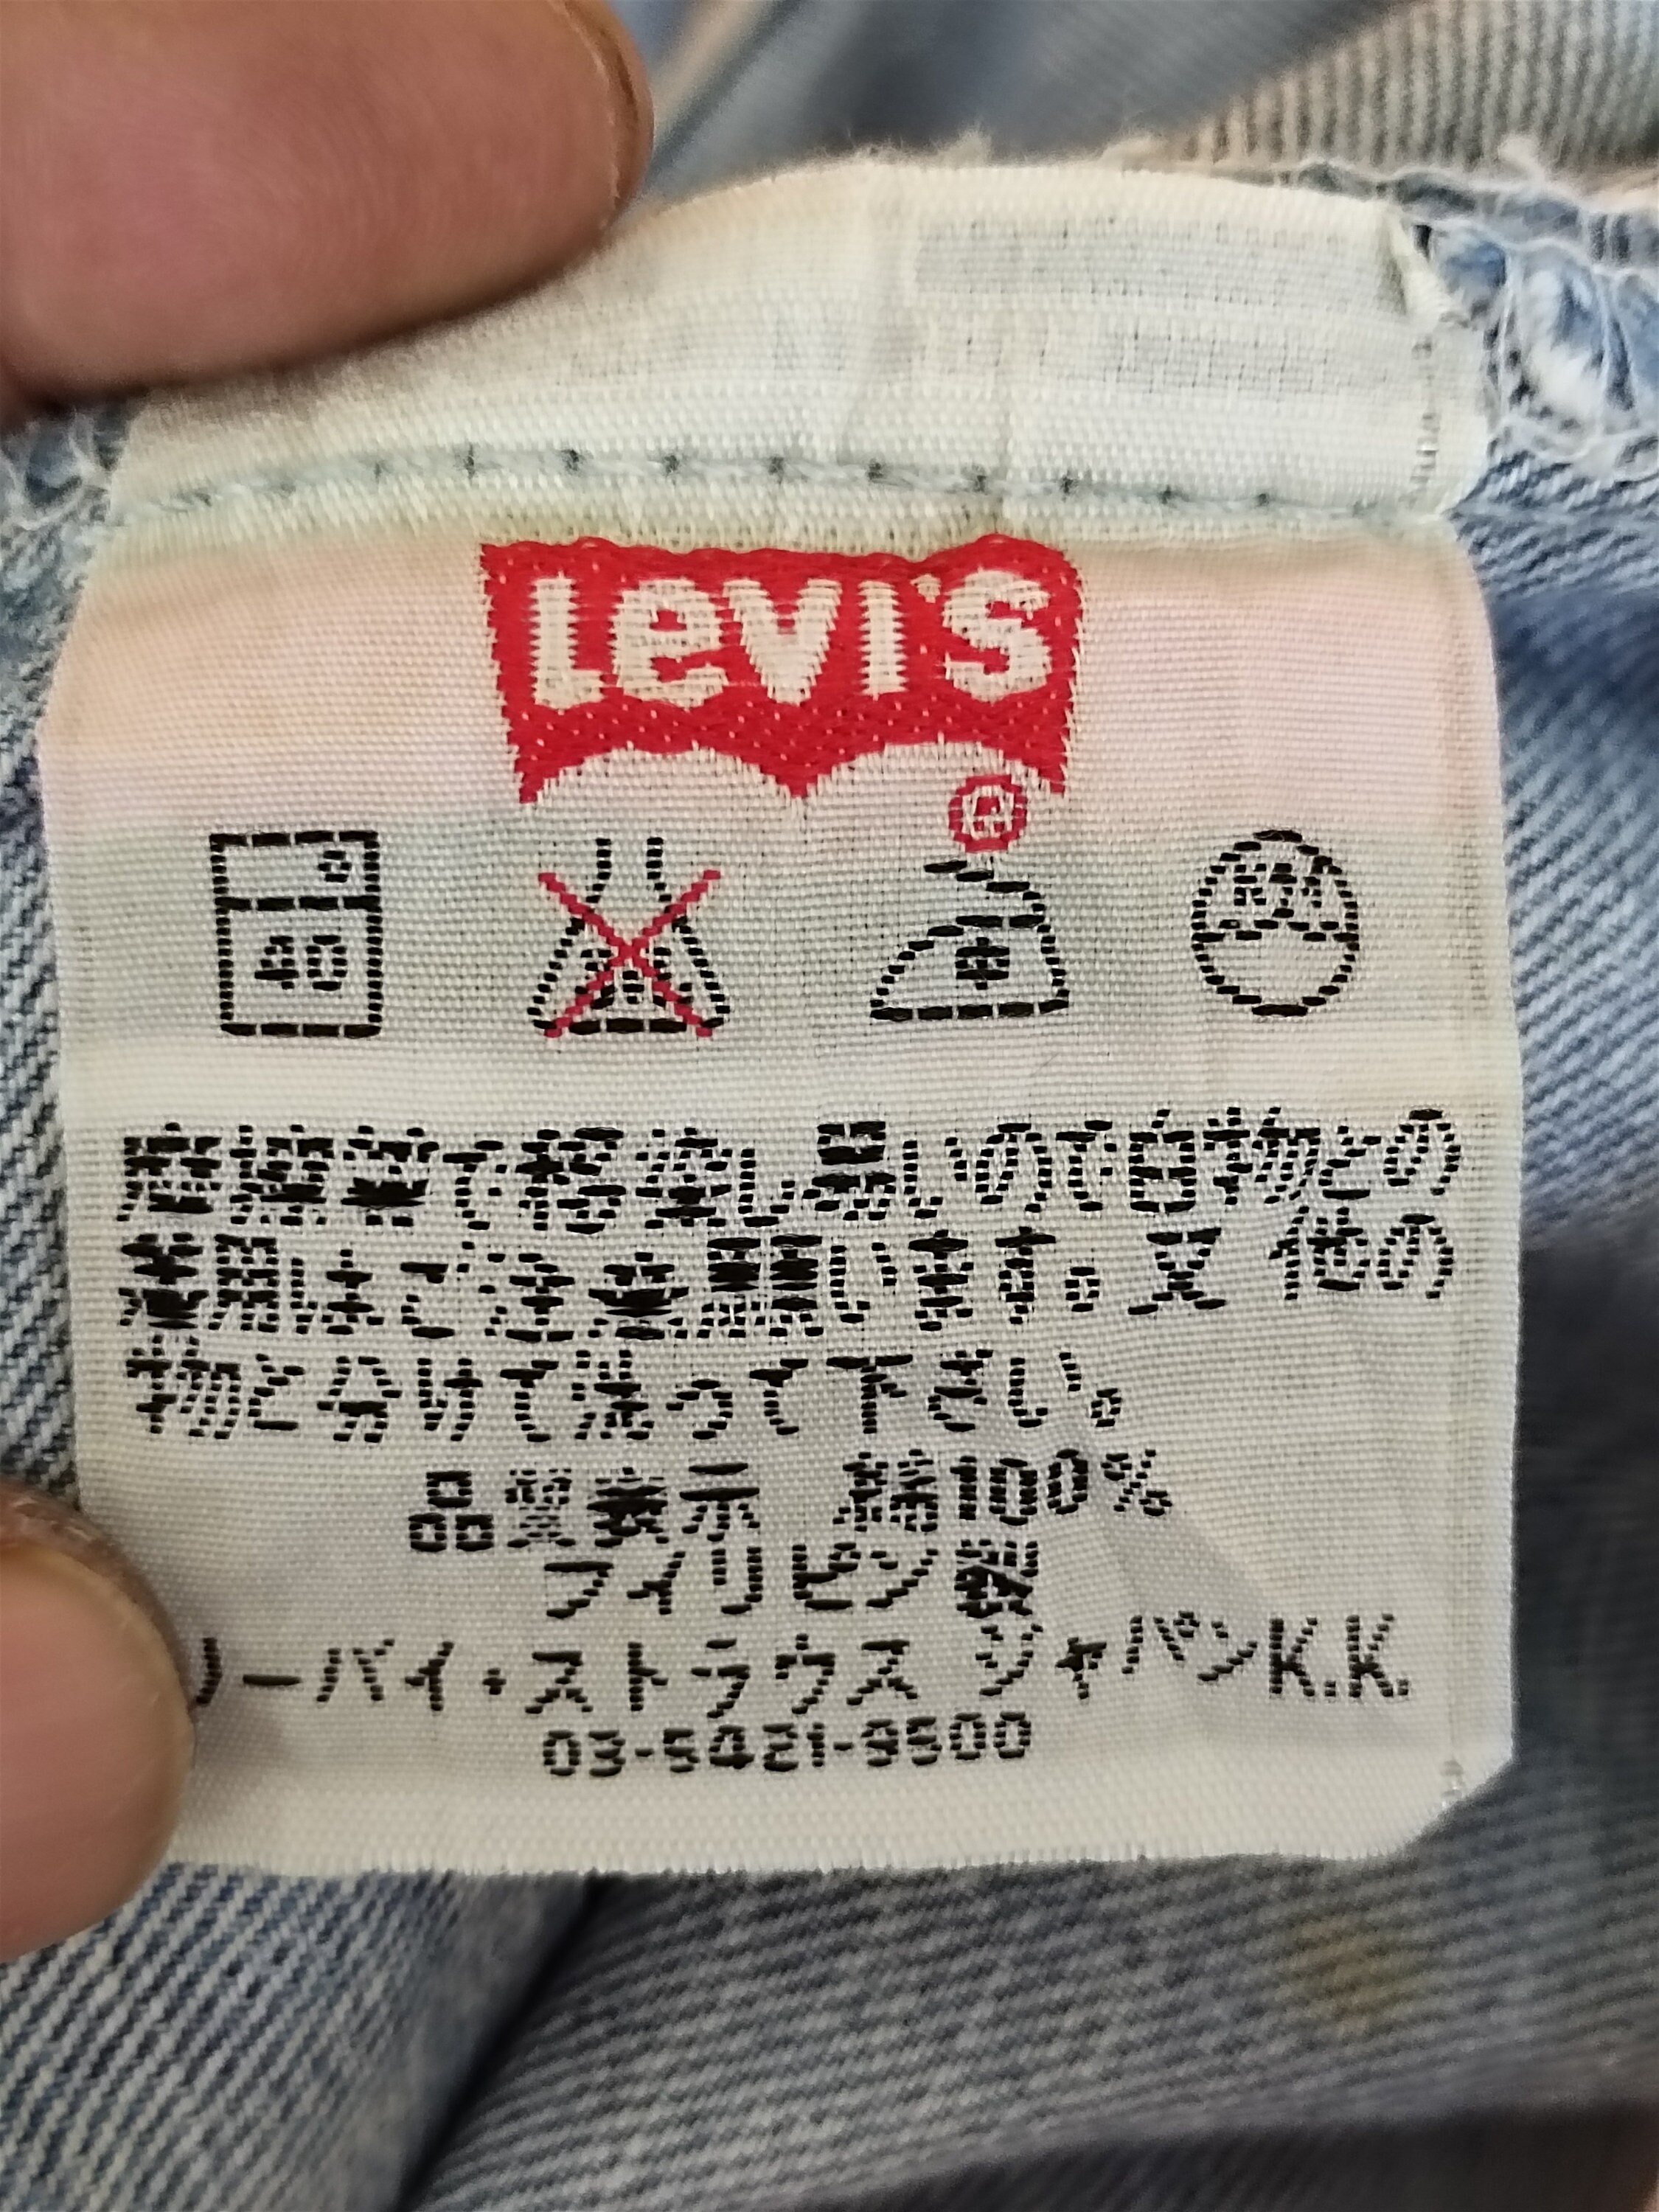 Levi's
®
40
摩擦等で移染し易いので白物との
着用はご注意願います。又他の
物と分けて洗って下さい。
品質表示 綿100%
フィリピン製
リーバイ・ストラウス ジャパンK.K.
03-5421-9500